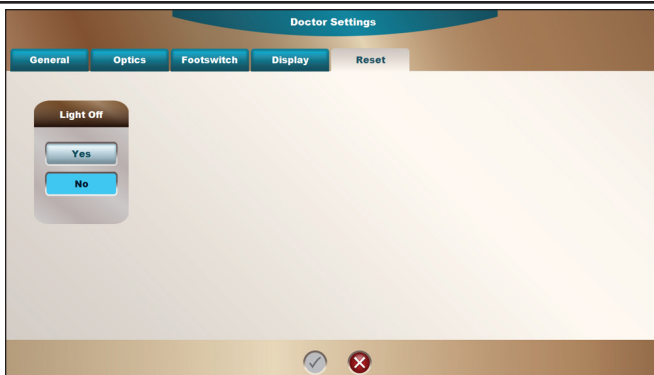 Doctor Settings
General Optics Footswitch Display Reset
Light Off
Yes
No